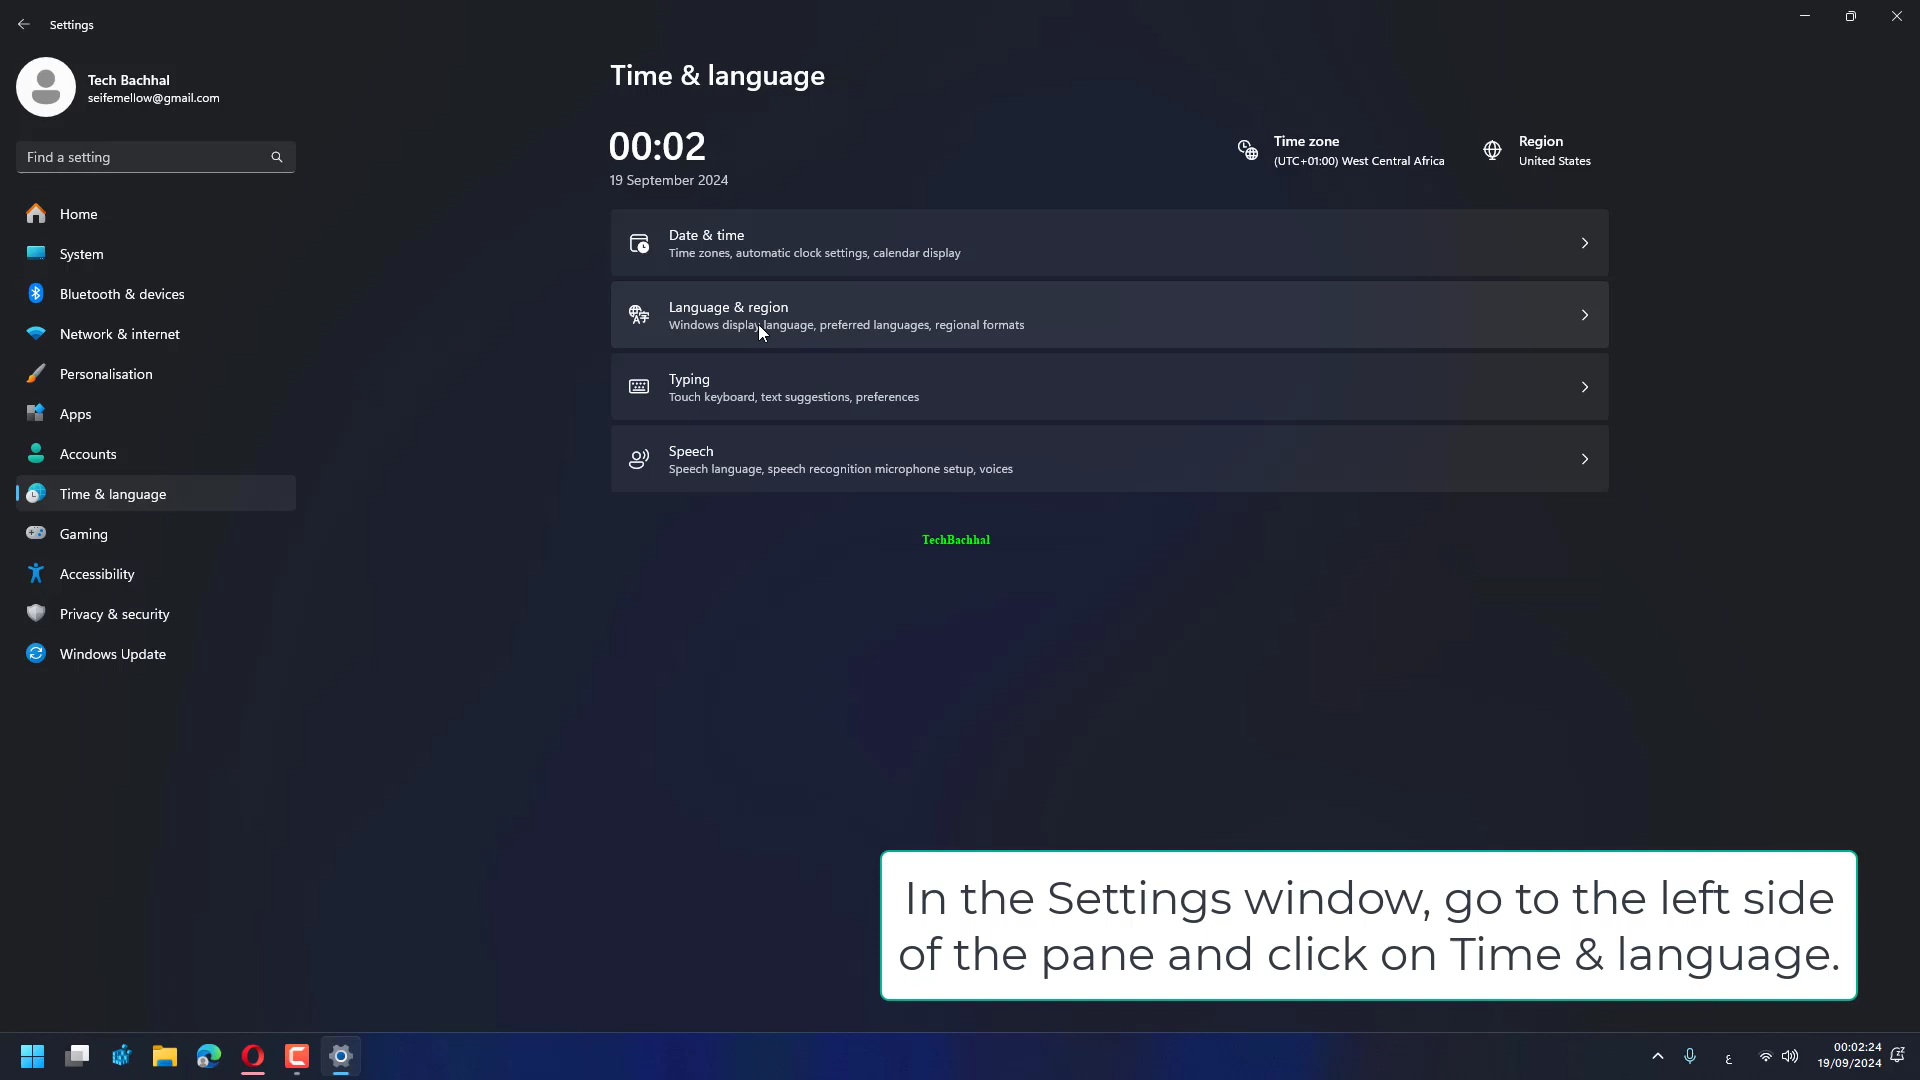 Settings
Tech Bachhal
seifemellow@gmail.com
Find a setting
Home
System
Bluetooth & devices
Network & internet
Personalisation
Apps
Accounts
Time & language
Gaming
Accessibility
Privacy & security
Windows Update
Time & language
00:02
19 September 2024
Time zone
(UTC+01:00) West Central Africa
Region
United States
Date & time
Time zones, automatic clock settings, calendar display
Language & region
Windows display language, preferred languages, regional formats
Typing
Touch keyboard, text suggestions, preferences
Speech
Speech language, speech recognition microphone setup, voices
TechBachhal
In the Settings window, go to the left side
of the pane and click on Time & language.
ع
00:02:24
19/09/2024